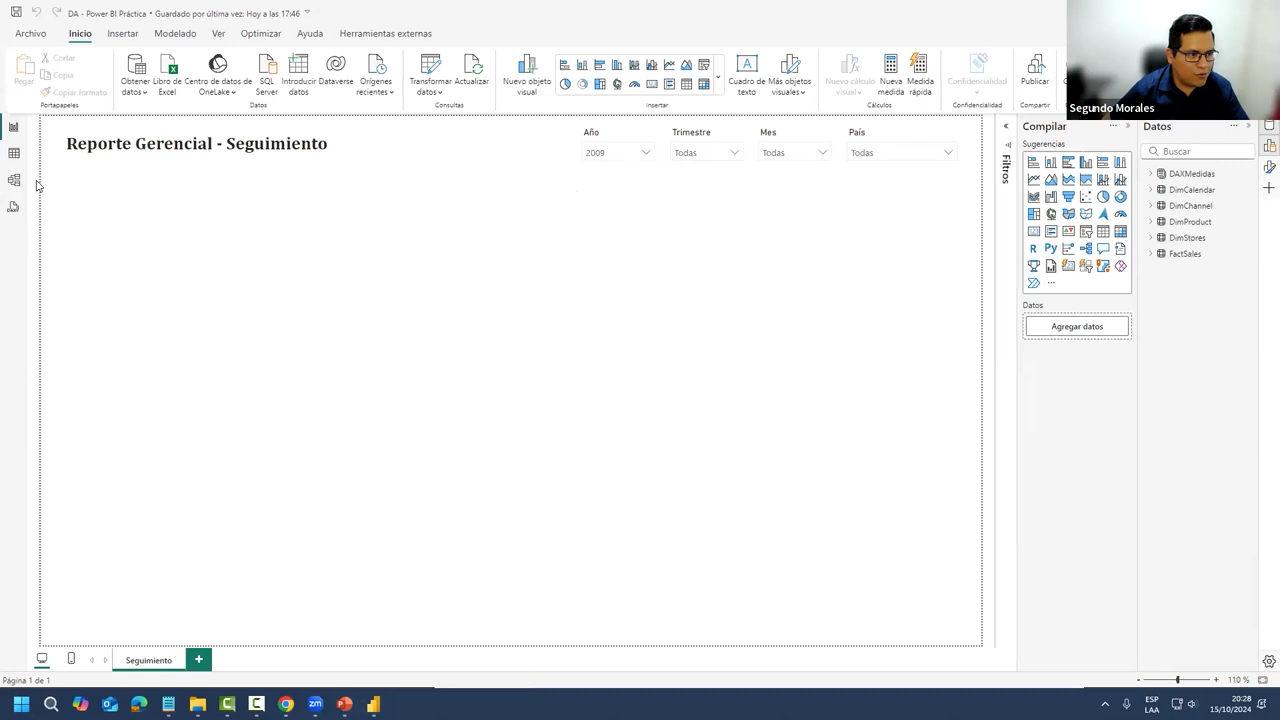 DA - Power BI Práctica • Guardado por última vez: Hoy a las 17:46
Archivo
Inicio
Insertar
Modelado
Ver
Optimizar
Ayuda
Herramientas externas
Pegar
Cortar
Copia
Copiar formato
Portapapeles
Obtener datos
Libro de Excel
Centro de datos de OneLake
SQL Server
Introducir datos
Dataverse
Orígenes recientes
Datos
Transformar datos
Actualizar
Consultas
Nuevo objeto visual
Cuadro de texto
Más objetos visuales
Insertar
Nuevo cálculo visual
Nueva medida
Medida rápida
Cálculos
Confidencialidad
Confidencialidad
Publicar
Compartir
Segundo Morales
Reporte Gerencial - Seguimiento
Año
2009
Trimestre
Todas
Mes
Todas
País
Todas
Filtros
Compilar
Sugerencias
R
Py
Datos
Agregar datos
Datos
Buscar
DAXMedidas
DimCalendar
DimChannel
DimProduct
DimStores
FactSales
Seguimiento
Página 1 de 1
110 %
zm
ESP
LAA
20:28
15/10/2024